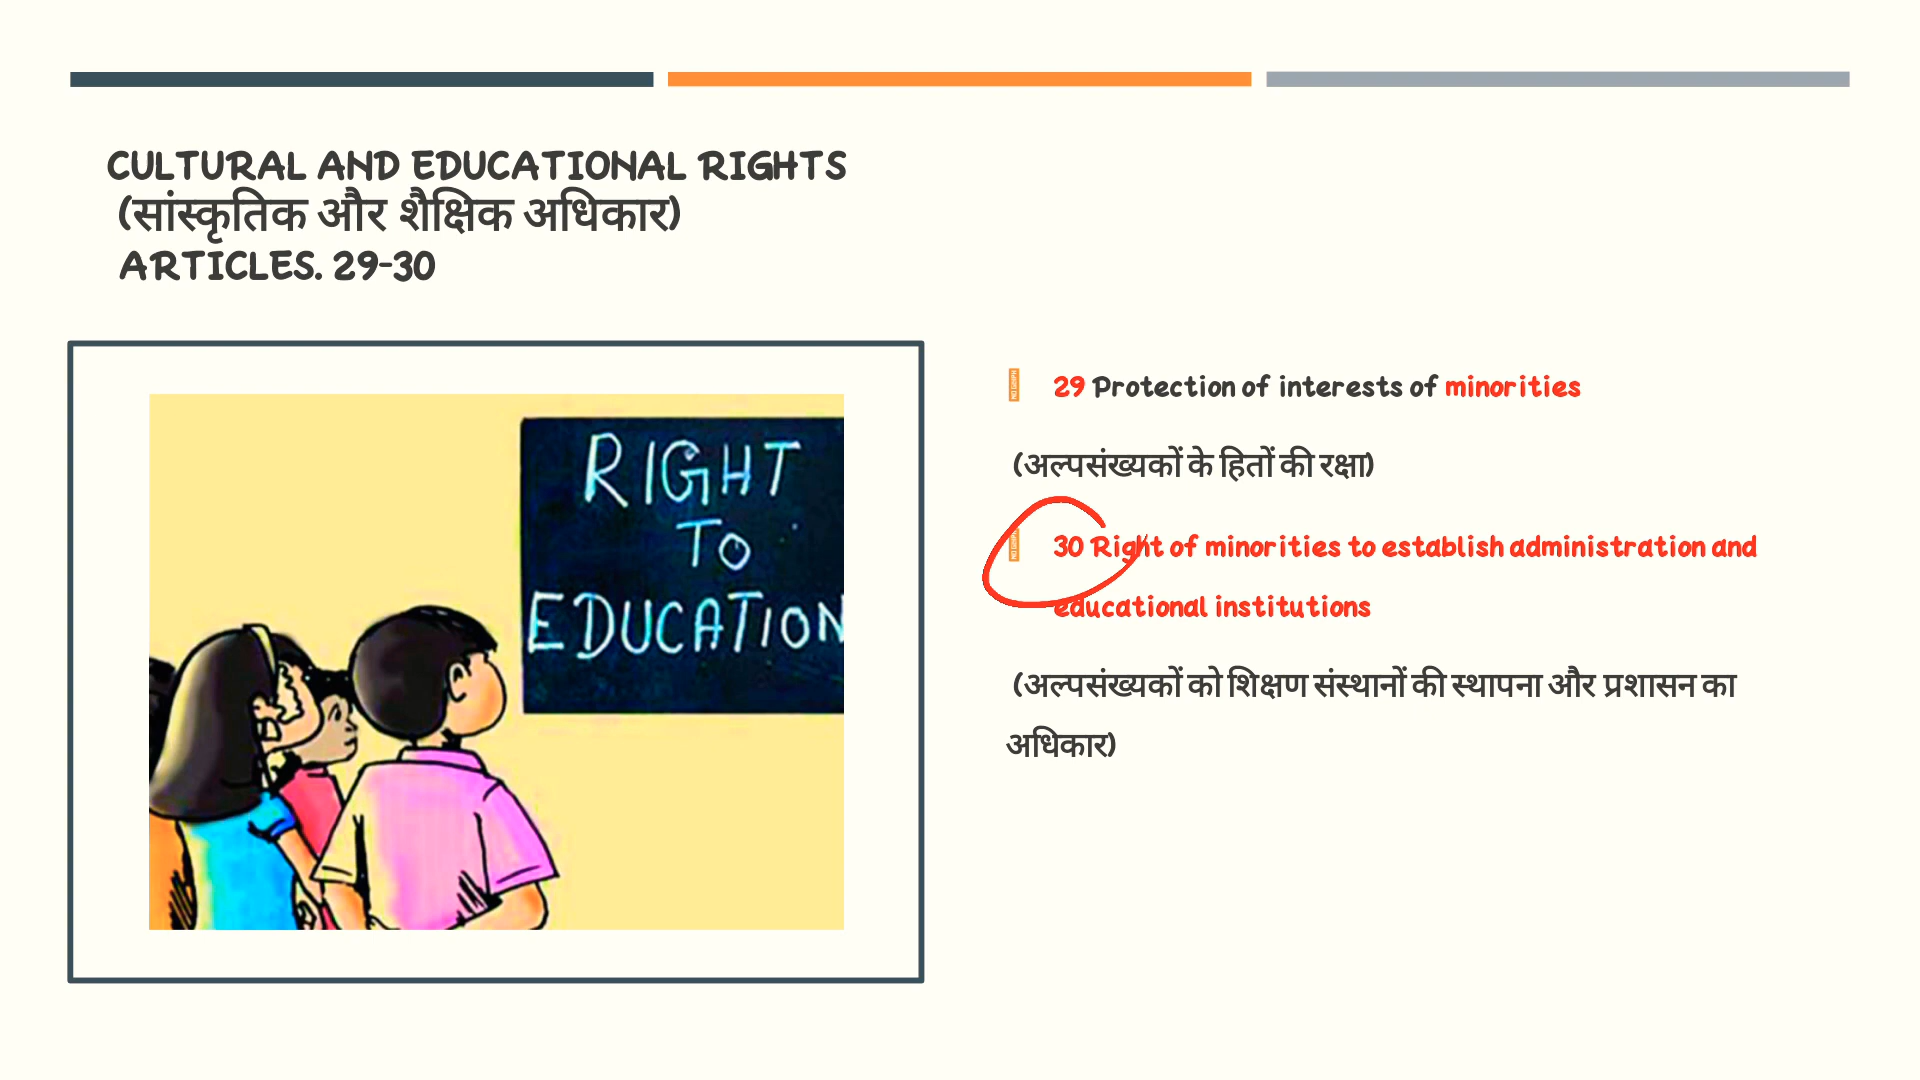 CULTURAL AND EDUCATIONAL RIGHTS
(सांस्कृतिक और शैक्षिक अधिकार)
ARTICLES. 29-30
RIGHT
TO
EDUCATION
29 Protection of interests of minorities
(अल्पसंख्यकों के हितों की रक्षा)
30 Right of minorities to establish administration and
educational institutions
(अल्पसंख्यकों को शिक्षण संस्थानों की स्थापना और प्रशासन का
अधिकार)